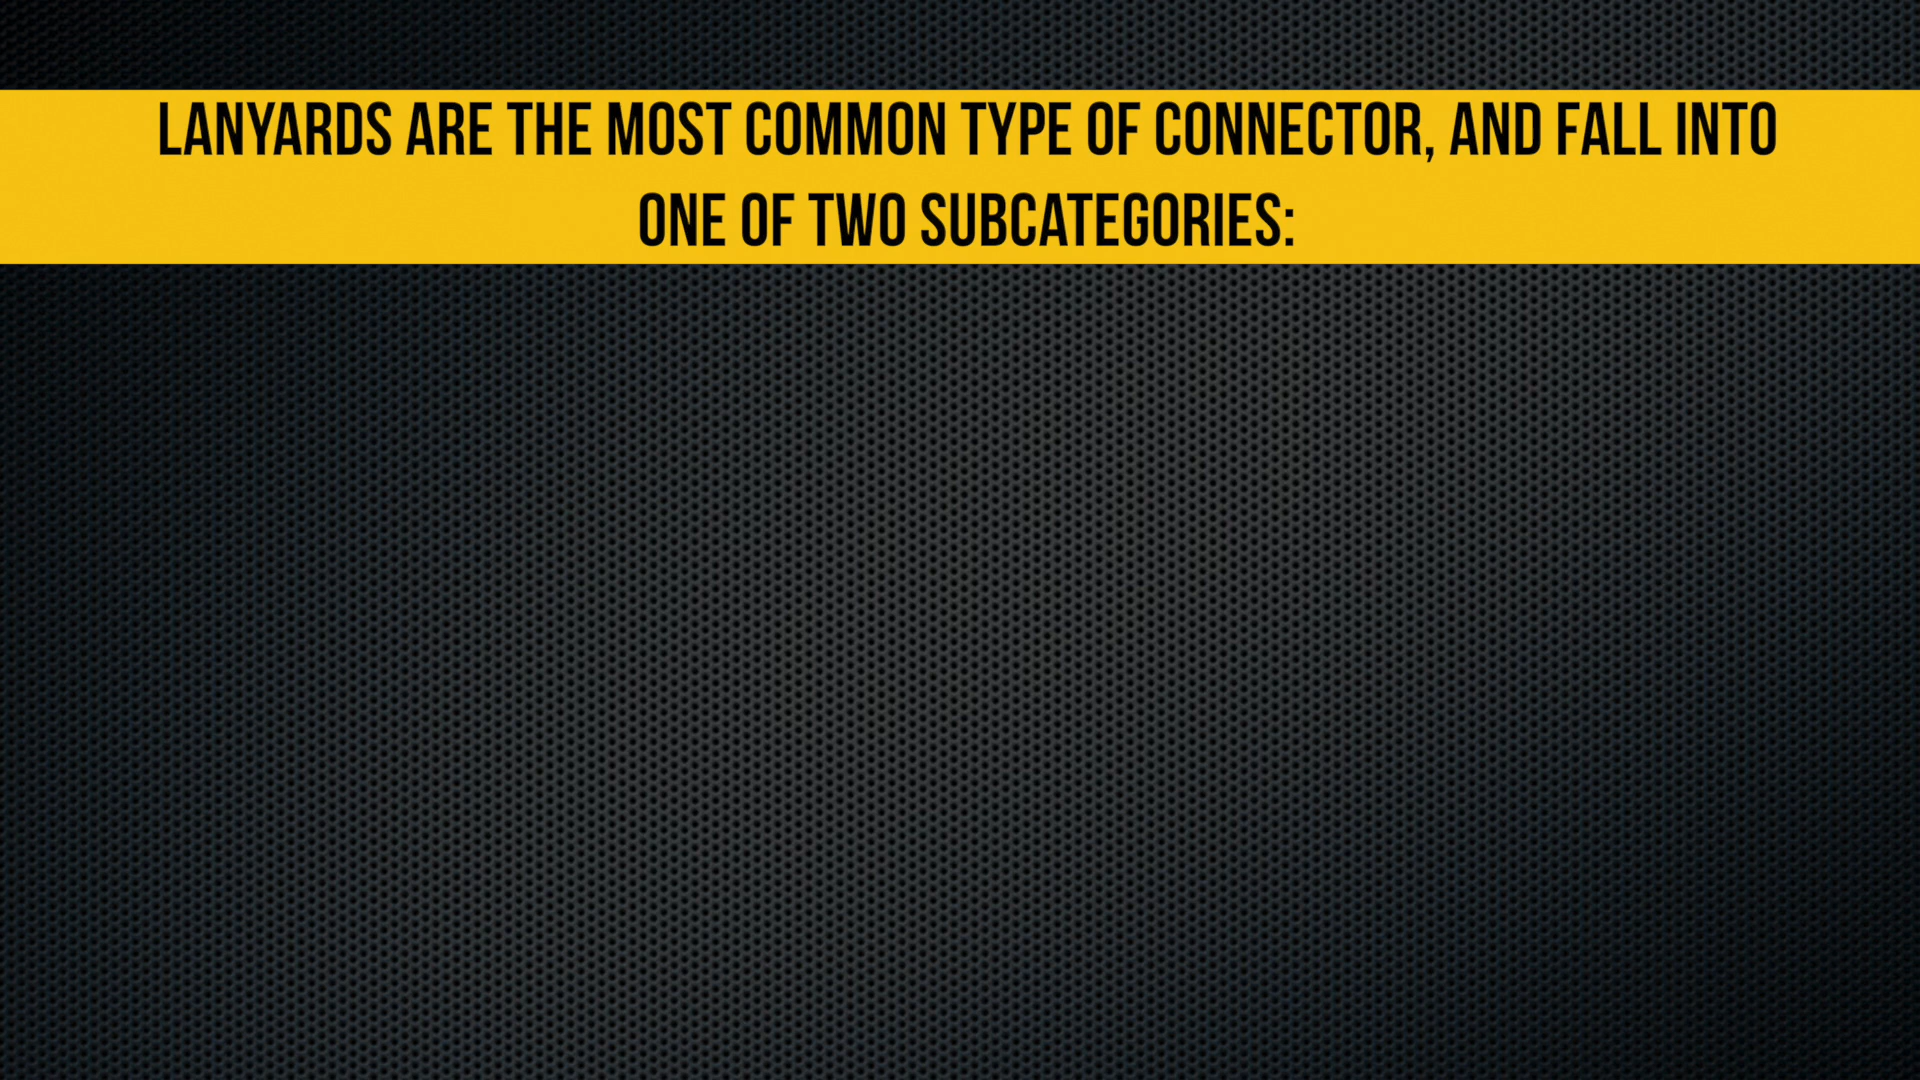 LANYARDS ARE THE MOST COMMON TYPE OF CONNECTOR, AND FALL INTO
ONE OF TWO SUBCATEGORIES: